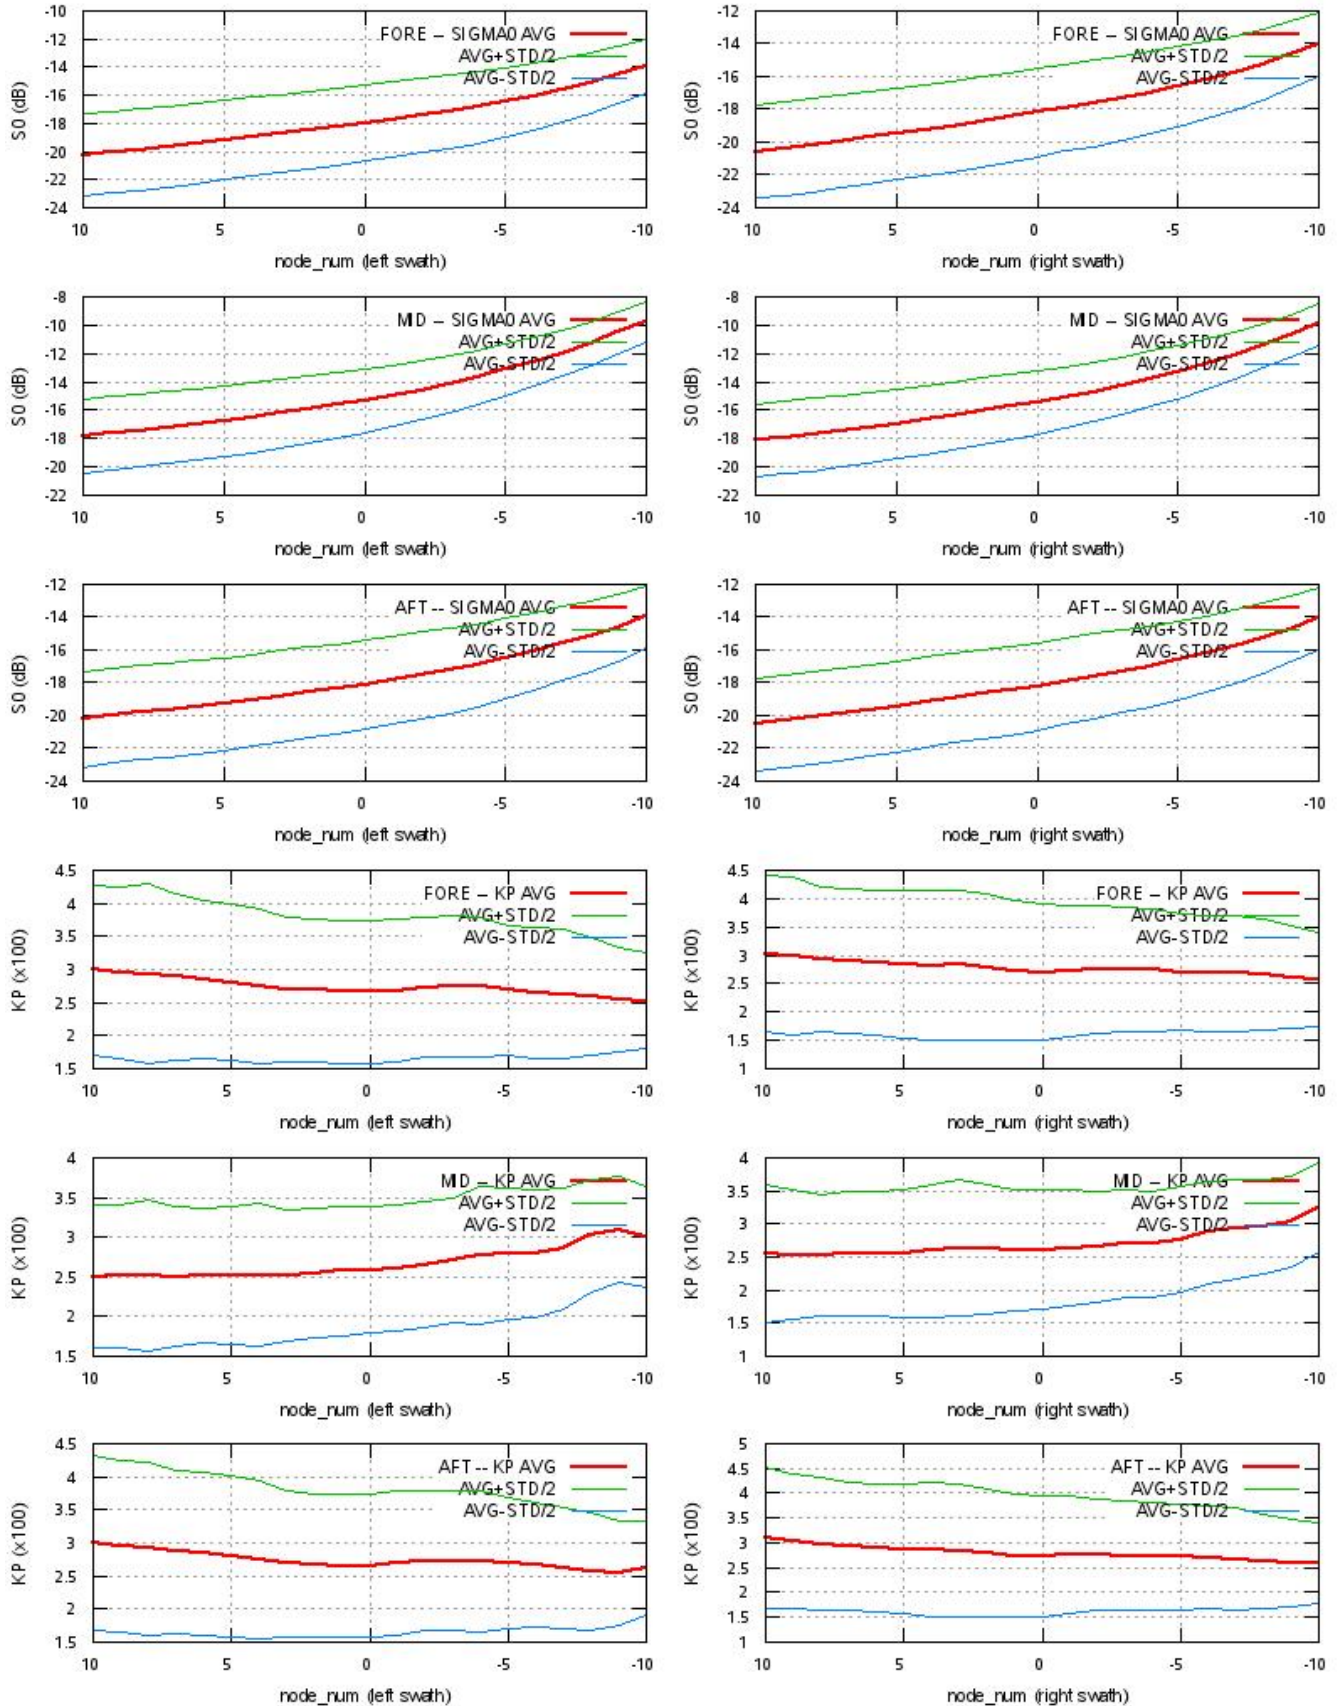 -10
-12
-14
-16
-18
-20
-22
-24
S0 (dB)
FORE – SIGMA0 AVG
AVG+STD/2
AVG-STD/2
10 5 0 -5 -10
node_num (left swath)
-12
-14
-16
-18
-20
-22
-24
S0 (dB)
FORE – SIGMA0 AVG
AVG+STD/2
AVG-STD/2
10 5 0 -5 -10
node_num (right swath)
-8
-10
-12
-14
-16
-18
-20
-22
S0 (dB)
MID – SIGMA0 AVG
AVG+STD/2
AVG-STD/2
10 5 0 -5 -10
node_num (left swath)
-8
-10
-12
-14
-16
-18
-20
-22
S0 (dB)
MID – SIGMA0 AVG
AVG+STD/2
AVG-STD/2
10 5 0 -5 -10
node_num (right swath)
-12
-14
-16
-18
-20
-22
-24
S0 (dB)
AFT -- SIGMA0 AVG
AVG+STD/2
AVG-STD/2
10 5 0 -5 -10
node_num (left swath)
-12
-14
-16
-18
-20
-22
-24
S0 (dB)
AFT -- SIGMA0 AVG
AVG+STD/2
AVG-STD/2
10 5 0 -5 -10
node_num (right swath)
4.5
4
3.5
3
2.5
2
1.5
KP (x100)
FORE – KP AVG
AVG+STD/2
AVG-STD/2
10 5 0 -5 -10
node_num (left swath)
4.5
4
3.5
3
2.5
2
1.5
1
KP (x100)
FORE – KP AVG
AVG+STD/2
AVG-STD/2
10 5 0 -5 -10
node_num (right swath)
4
3.5
3
2.5
2
1.5
KP (x100)
MID – KP AVG
AVG+STD/2
AVG-STD/2
10 5 0 -5 -10
node_num (left swath)
4
3.5
3
2.5
2
1.5
1
KP (x100)
MID – KP AVG
AVG+STD/2
AVG-STD/2
10 5 0 -5 -10
node_num (right swath)
4.5
4
3.5
3
2.5
2
1.5
KP (x100)
AFT -- KP AVG
AVG+STD/2
AVG-STD/2
10 5 0 -5 -10
node_num (left swath)
5
4.5
4
3.5
3
2.5
2
1.5
1
KP (x100)
AFT -- KP AVG
AVG+STD/2
AVG-STD/2
10 5 0 -5 -10
node_num (right swath)